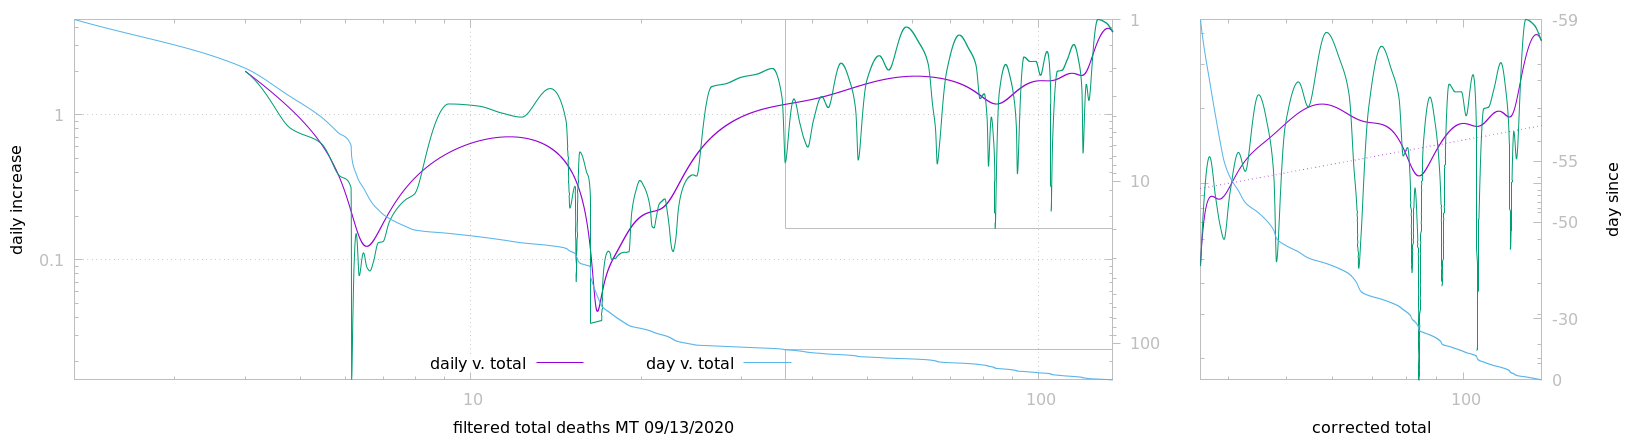 daily increase
1
0.1
10
100
filtered total deaths MT 09/13/2020
daily v. total
day v. total
1
10
100
-59
-55
-50
-30
0
day since
100
corrected total